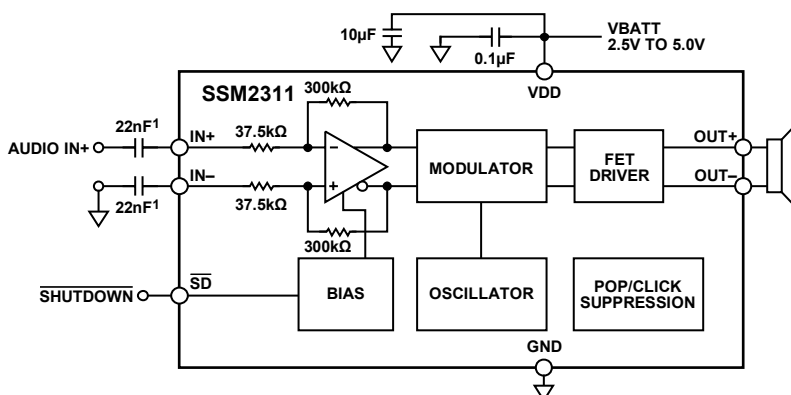 10µF
0.1µF
VBATT
2.5V TO 5.0V
VDD
SSM2311
300kΩ
22nF¹
IN+
37.5kΩ
AUDIO IN+
OUT+
MODULATOR
FET
DRIVER
IN–
OUT–
22nF¹
37.5kΩ
300kΩ
SHUTDOWN
SD
BIAS
OSCILLATOR
POP/CLICK
SUPPRESSION
GND